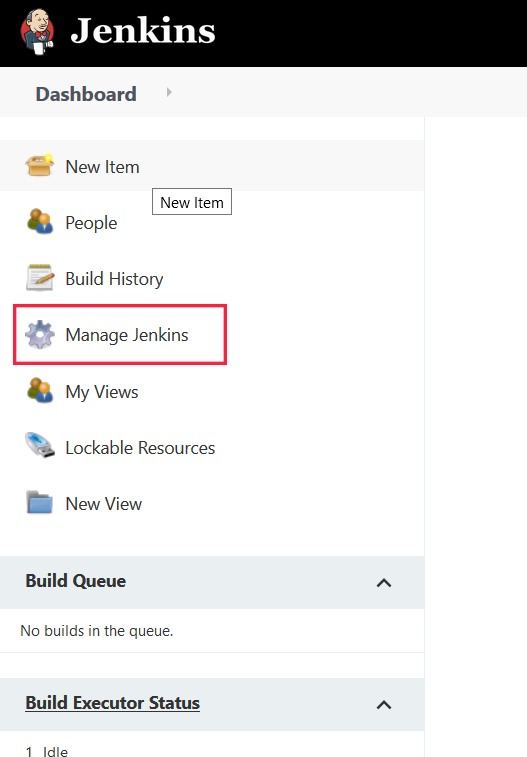 Jenkins
Dashboard
New Item
New Item
People
Build History
Manage Jenkins
My Views
Lockable Resources
New View
Build Queue
No builds in the queue.
Build Executor Status
1 Idle